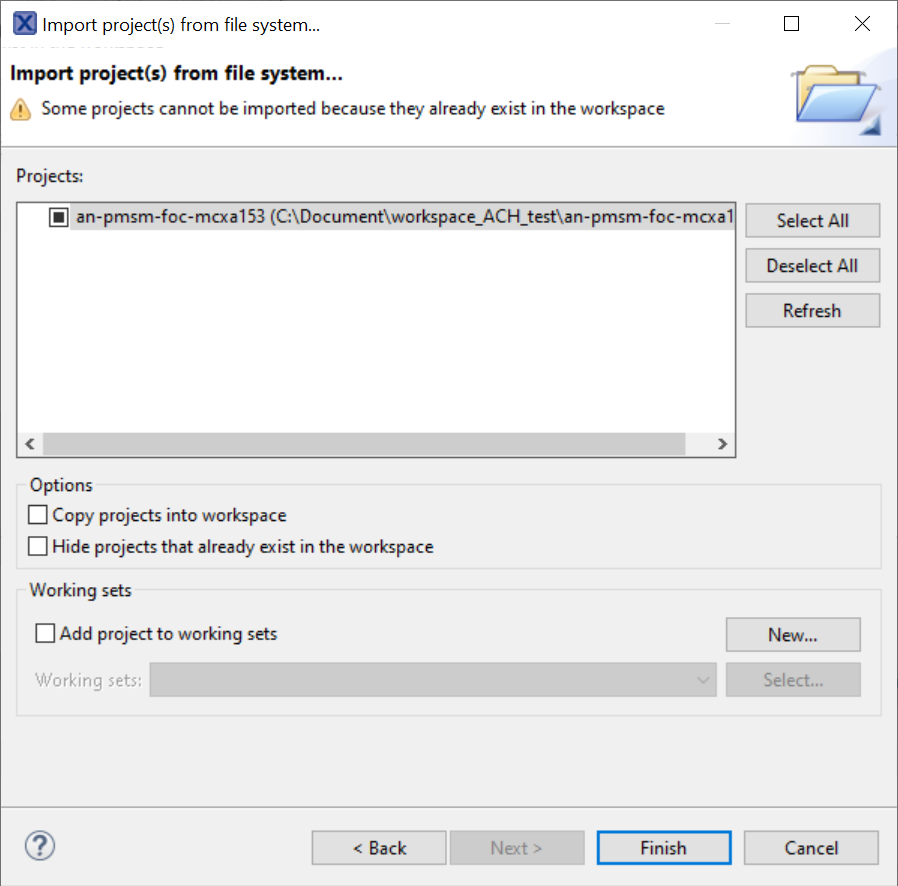 Import project(s) from file system...
Import project(s) from file system...
Some projects cannot be imported because they already exist in the workspace
Projects:
an-pmsm-foc-mcxa153 (C:\Document\workspace_ACH_test\an-pmsm-foc-mcxa1
Select All
Deselect All
Refresh
Options
Copy projects into workspace
Hide projects that already exist in the workspace
Working sets
Add project to working sets
New...
Working sets:
Select...
< Back
Next >
Finish
Cancel